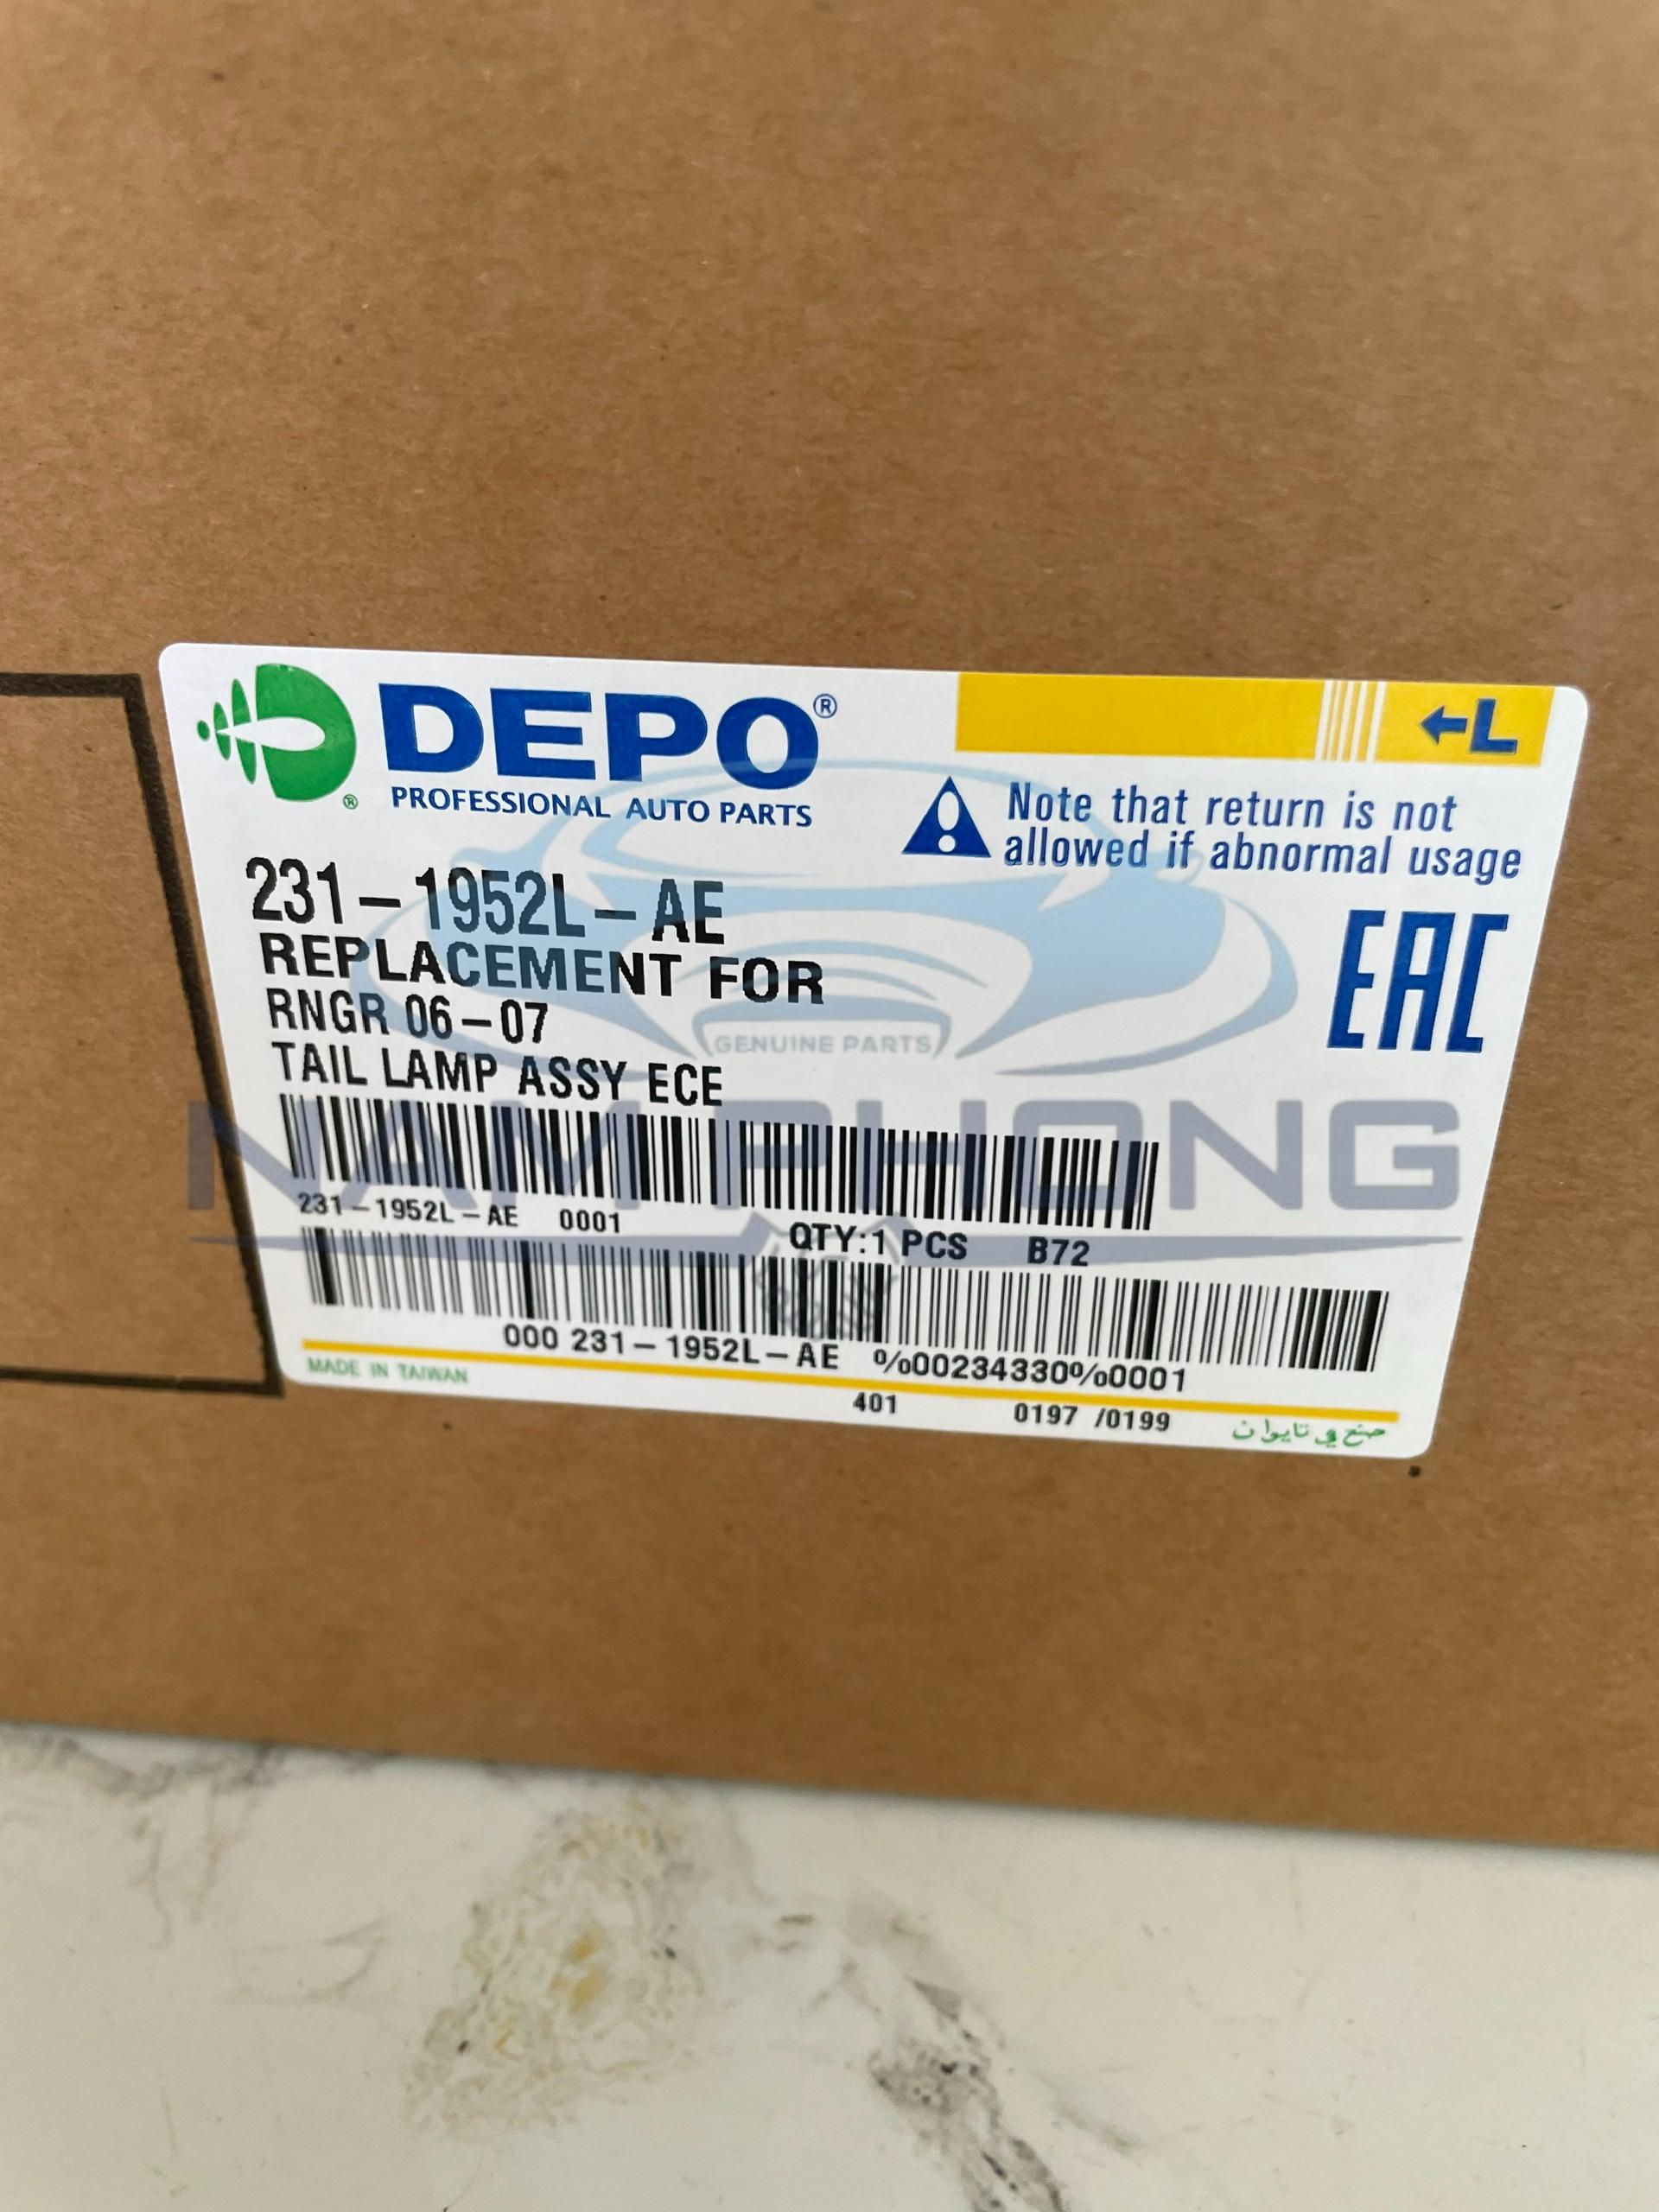 DEPO®
PROFESSIONAL AUTO PARTS
®
←L
Note that return is not
allowed if abnormal usage
231-1952L-AE
REPLACEMENT FOR
RNGR 06-07
TAIL LAMP ASSY ECE
EAC
GENUINE PARTS
NAM PHONG
231-1952L-AE 0001
QTY:1 PCS B72
000 231-1952L-AE %00234330%0001
MADE IN TAIWAN
401 0197 /0199
صنع في تايوان